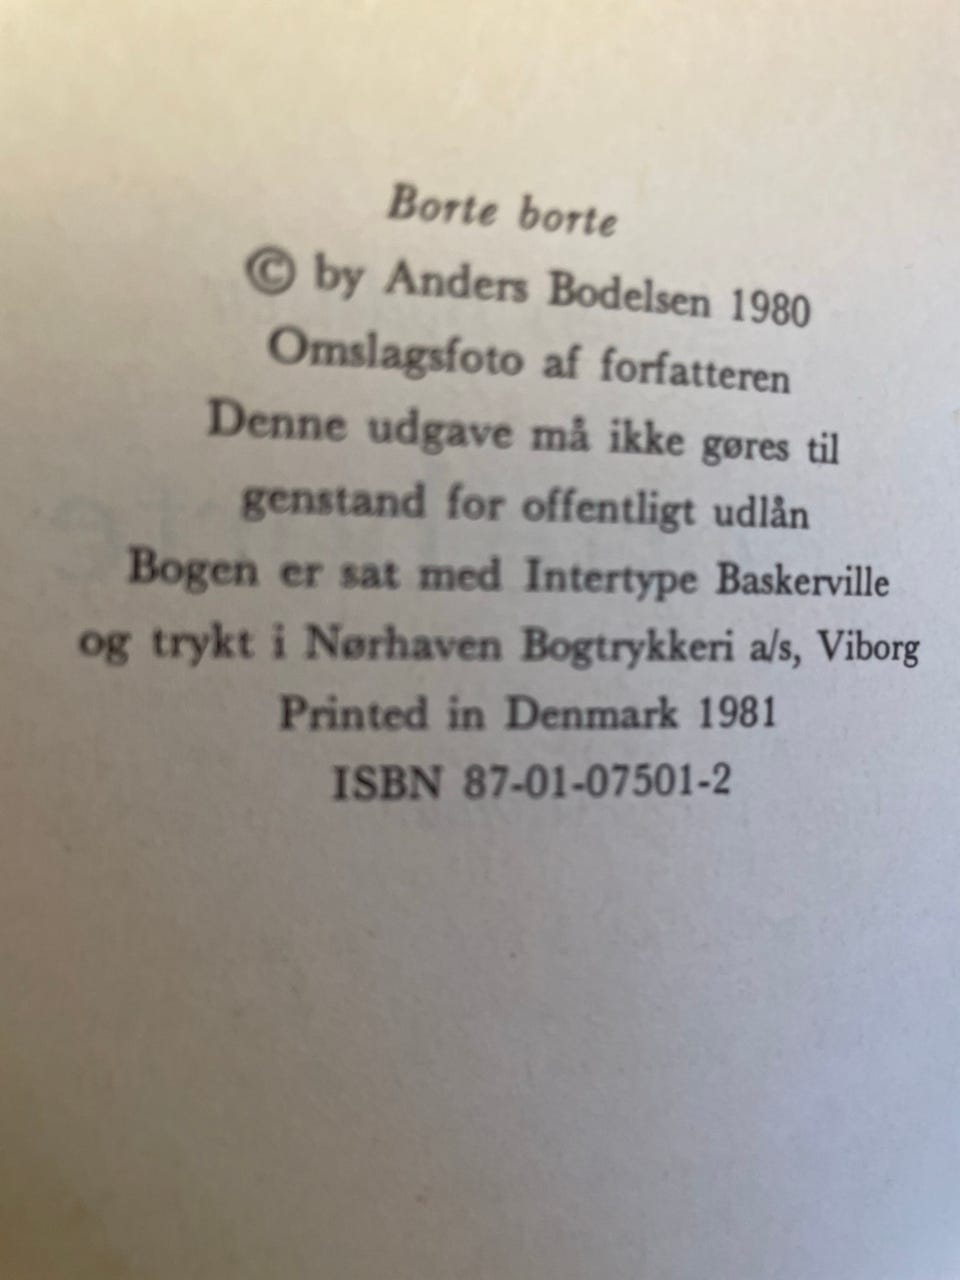 Borte borte
© by Anders Bodelsen 1980
Omslagsfoto af forfatteren
Denne udgave må ikke gøres til
genstand for offentligt udlån
Bogen er sat med Intertype Baskerville
og trykt i Nørhaven Bogtrykkeri a/s, Viborg
Printed in Denmark 1981
ISBN 87-01-07501-2